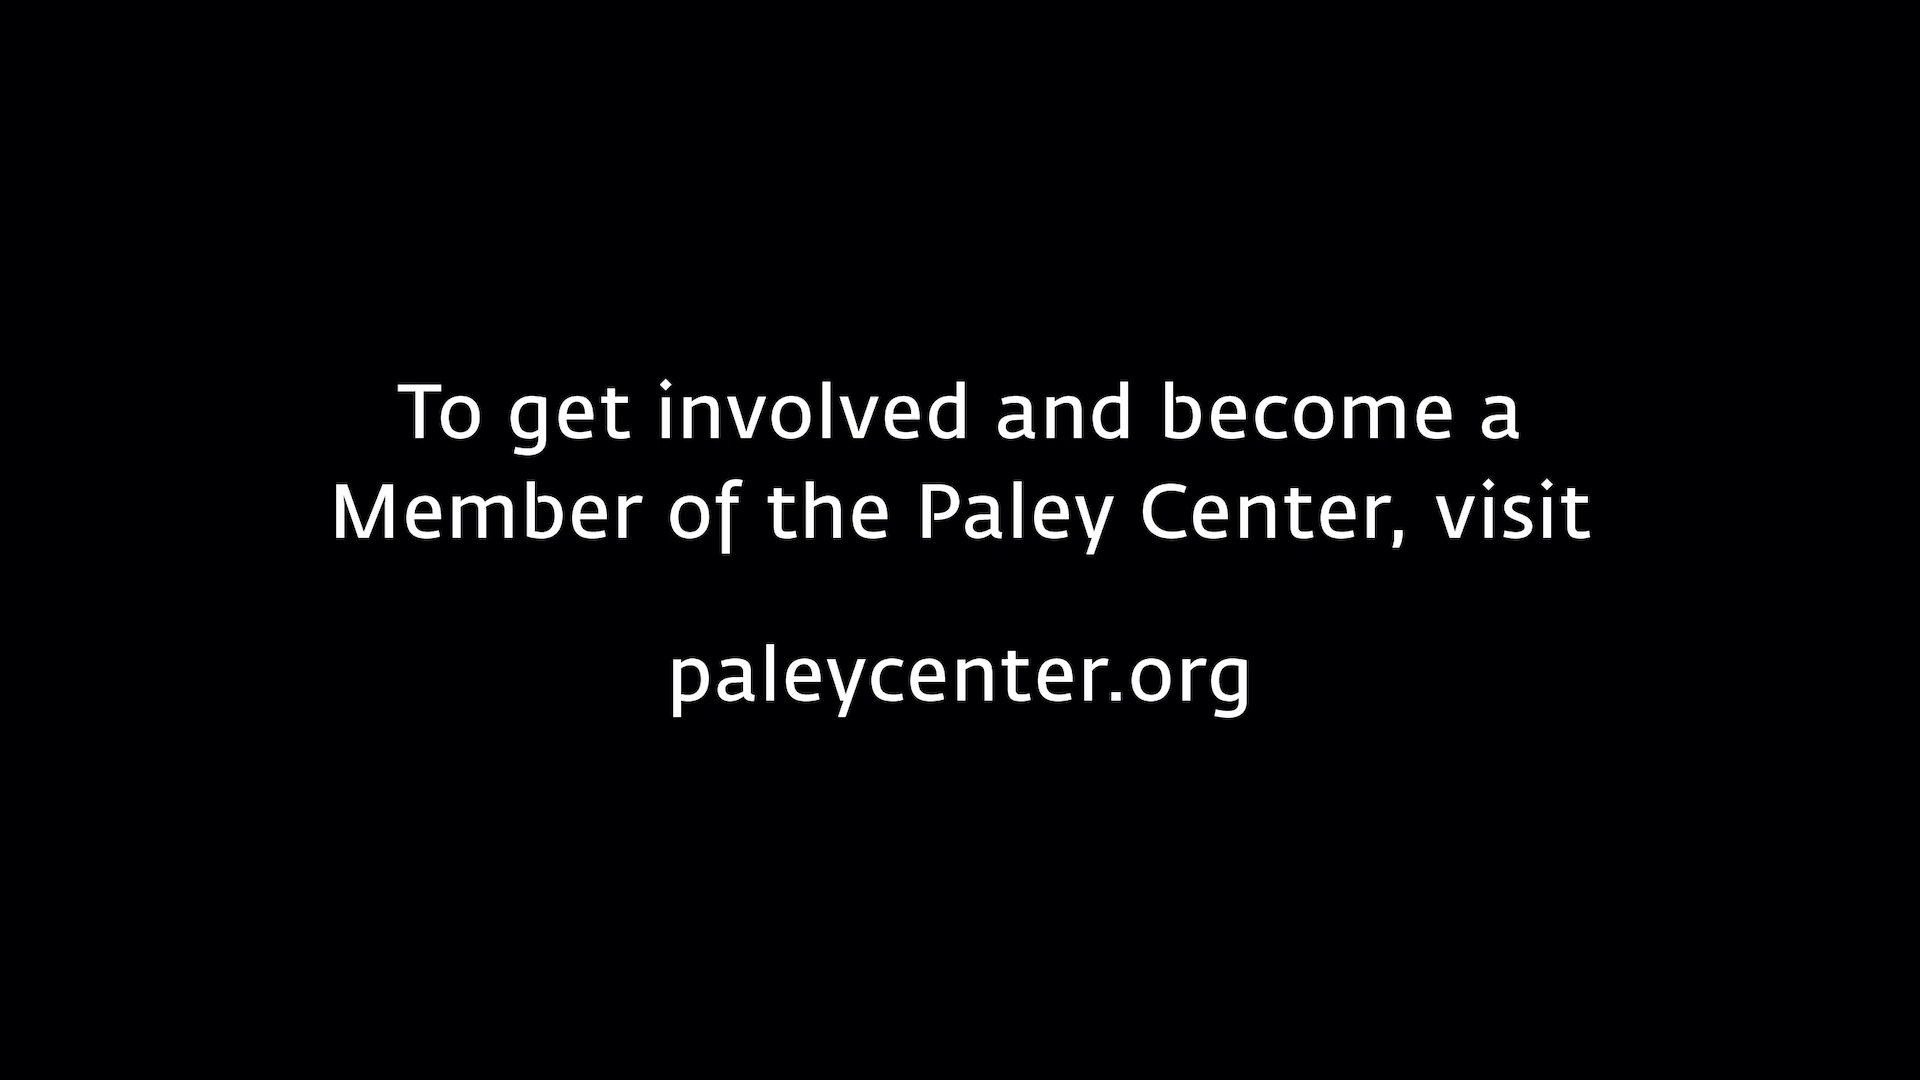 To get involved and become a
Member of the Paley Center, visit
paleycenter.org